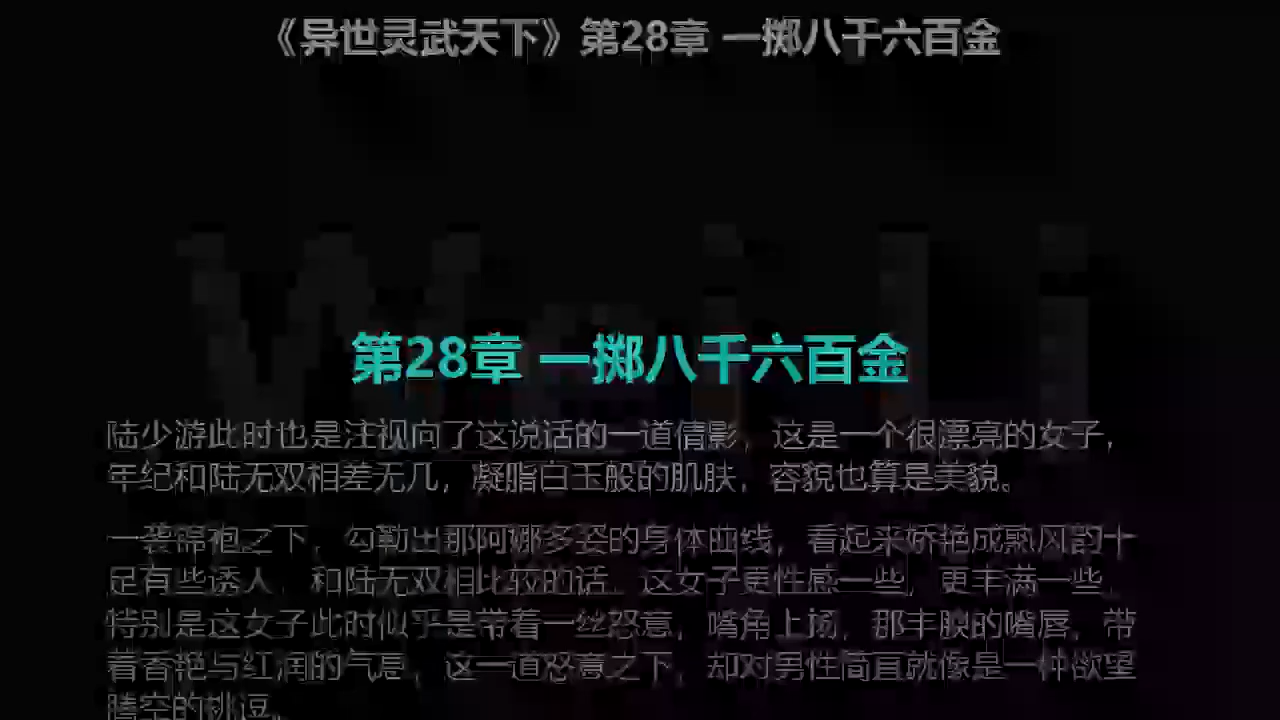 《异世灵武天下》第28章 一掷八千六百金
第28章 一掷八千六百金
陆少游此时也是注视向了这说话的一道倩影，这是一个很漂亮的女子，
年纪和陆无双相差无几，凝脂白玉般的肌肤，容貌也算是美貌。
一袭锦袍之下，勾勒出那阿娜多姿的身体曲线，看起来娇艳成熟风韵十
足有些诱人，和陆无双相比较的话，这女子更性感一些，更丰满一些，
特别是这女子此时似乎是带着一丝怒意，嘴角上扬，那丰腴的嘴唇，带
着香艳与红润的气息，这一道怒意之下，却对男性简直就像是一种欲望
腾空的挑逗。